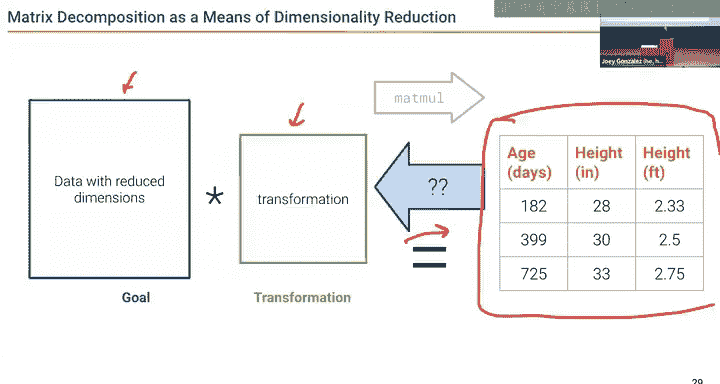 Matrix Decomposition as a Means of Dimensionality Reduction
Joey Gonzalez (he, h...
matmul
Data with reduced
dimensions
*
transformation
??
=
Age
(days)
Height
(in)
Height
(ft)
182 28 2.33
399 30 2.5
725 33 2.75
Goal
Transformation
29